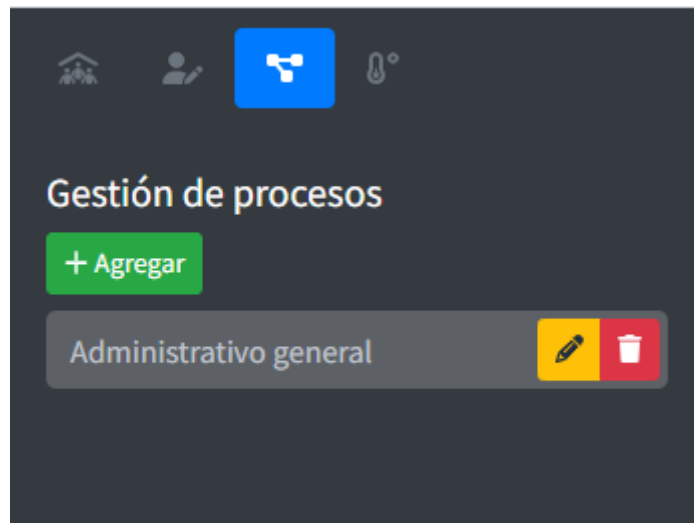 Gestión de procesos
+ Agregar
Administrativo general